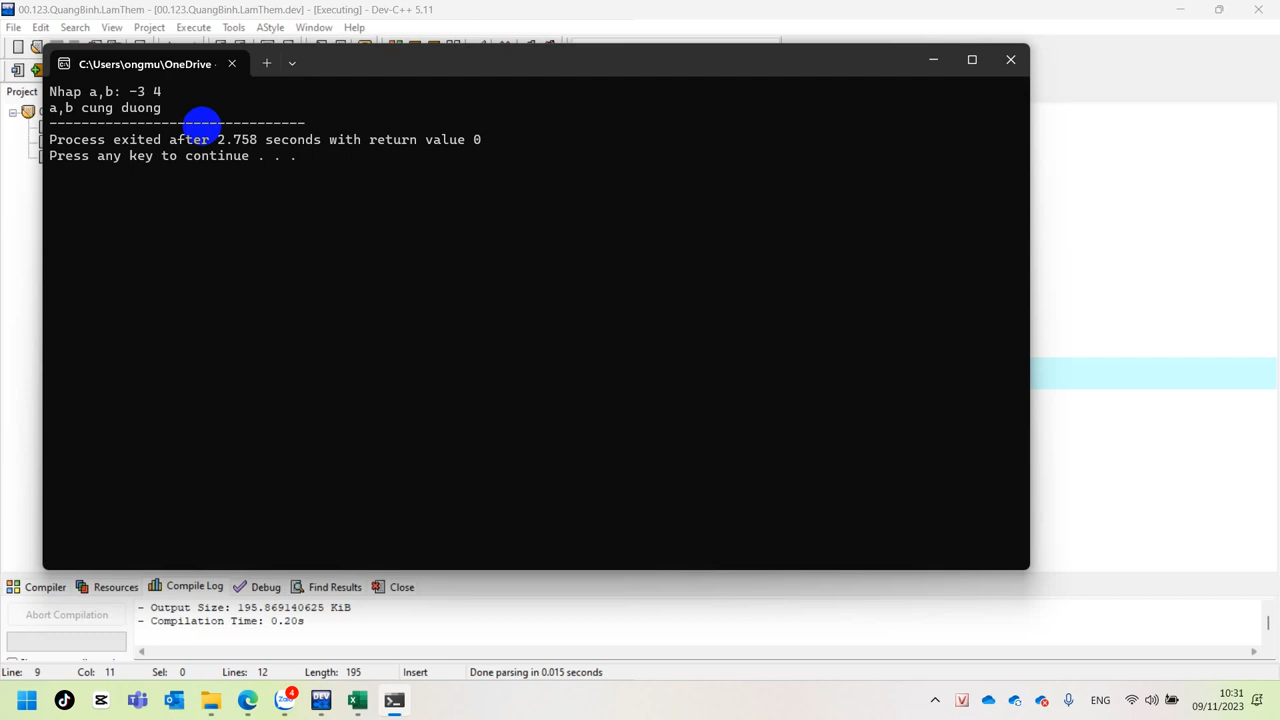 00.123.QuangBinh.LamThem - [00.123.QuangBinh.LamThem.dev] - [Executing] - Dev-C++ 5.11
File Edit Search View Project Execute Tools AStyle Window Help
C:\Users\ongmu\OneDrive
Project
Nhap a,b: -3 4
a,b cung duong
--------------------------------
Process exited after 2.758 seconds with return value 0
Press any key to continue . . .
Compiler Resources Compile Log Debug Find Results Close
Abort Compilation
- Output Size: 195.869140625 KiB
- Compilation Time: 0.20s
Line: 9 Col: 11 Sel: 0 Lines: 12 Length: 195 Insert Done parsing in 0.015 seconds
4
Zalo
DEV
ENG
10:31
09/11/2023